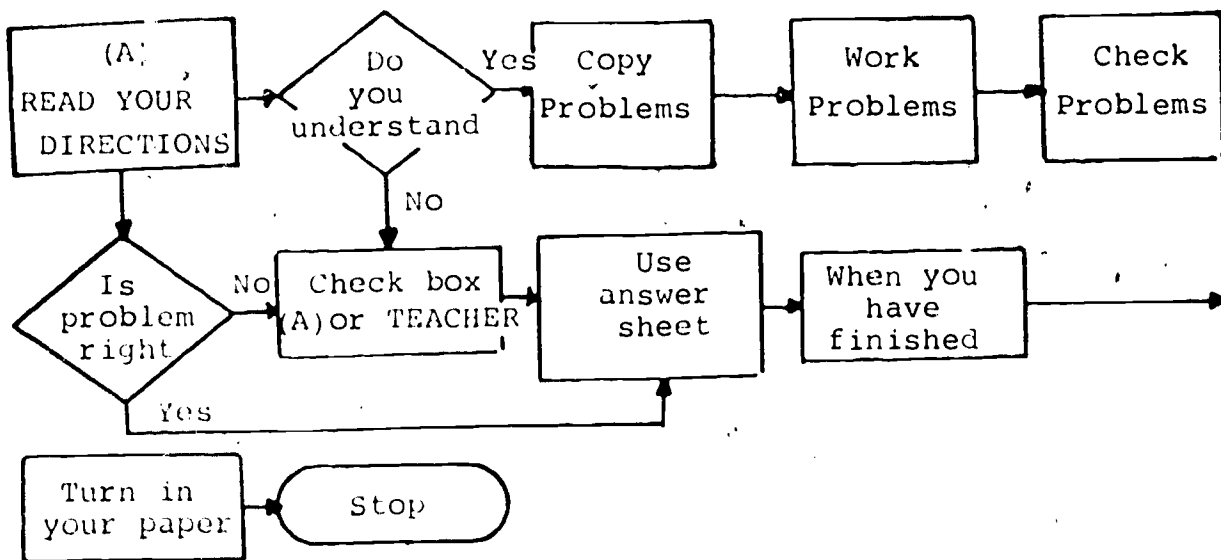 (A)
READ YOUR
DIRECTIONS
Do
you
understand
Yes
Copy
Problems
Work
Problems
Check
Problems
No
Is
problem
right
No
Check box
(A)or TEACHER
Use
answer
sheet
When you
have
finished
Yes
Turn in
your paper
Stop